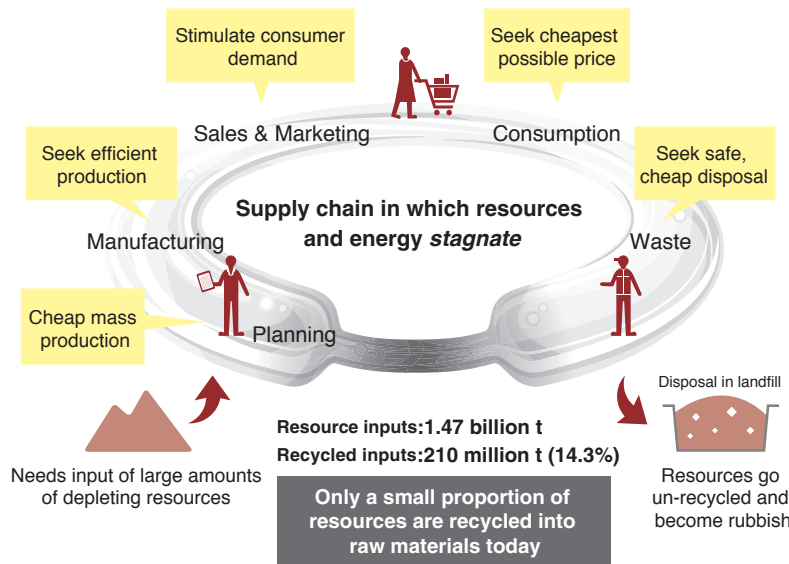 Stimulate consumer
demand
Seek cheapest
possible price
Sales & Marketing
Consumption
Seek efficient
production
Seek safe,
cheap disposal
Supply chain in which resources
and energy stagnate
Manufacturing
Waste
Cheap mass
production
Planning
Disposal in landfill
Resource inputs:1.47 billion t
Recycled inputs:210 million t (14.3%)
Needs input of large amounts
of depleting resources
Resources go
un-recycled and
become rubbish
Only a small proportion of
resources are recycled into
raw materials today